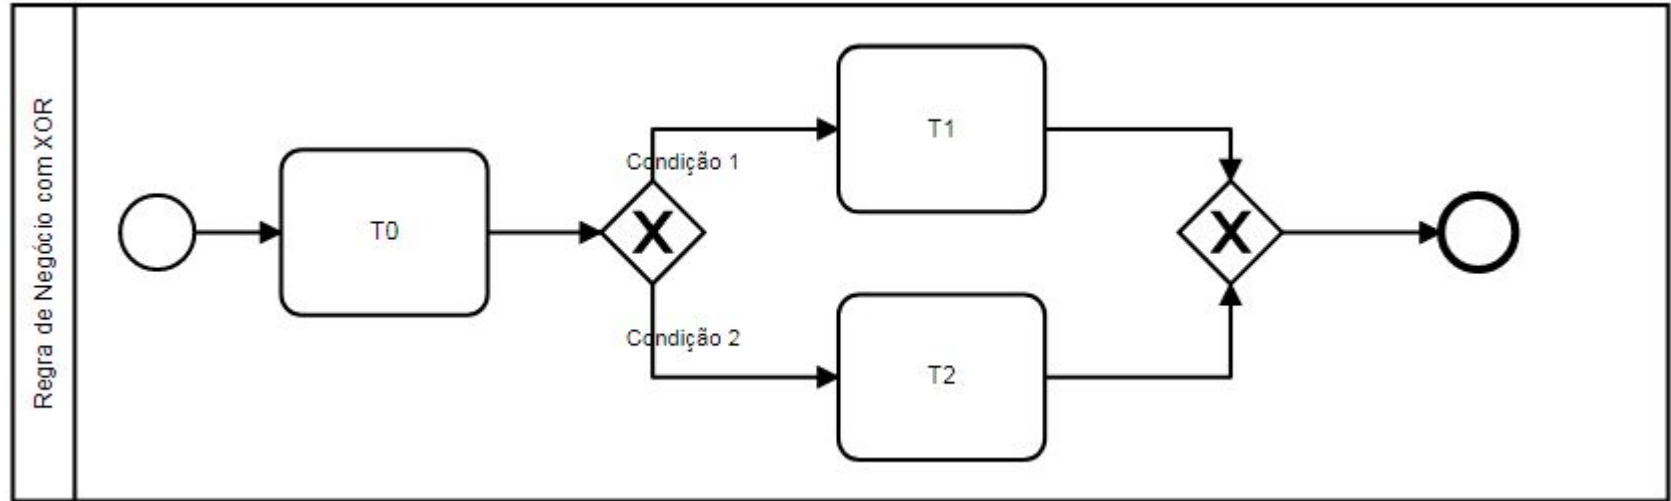 Regra de Negócio com XOR
T0
Condição 1
X
Condição 2
T1
T2
X